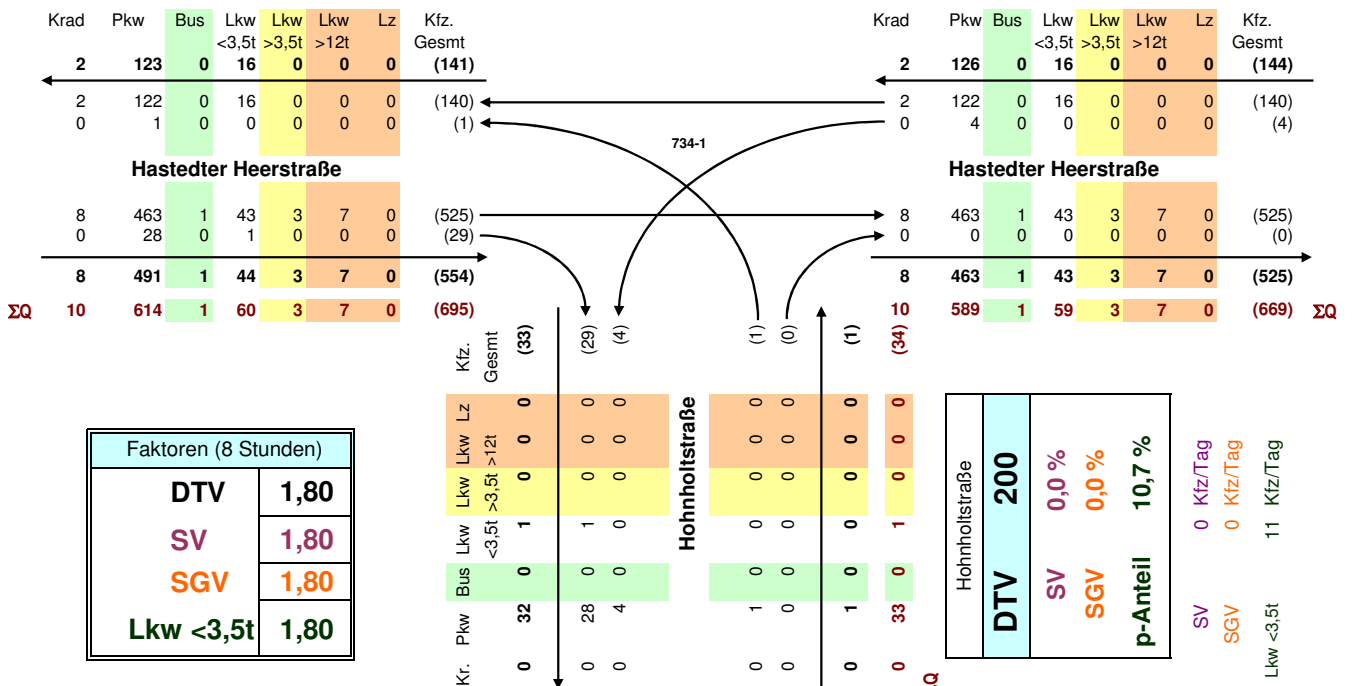 Krad Pkw Bus Lkw Lkw Lkw Lz Kfz.
<3,5t >3,5t >12t Gesmt
2 123 0 16 0 0 0 (141)
2 122 0 16 0 0 0 (140)
0 1 0 0 0 0 0 (1)
Hastedter Heerstraße
8 463 1 43 3 7 0 (525)
0 28 0 1 0 0 0 (29)
8 491 1 44 3 7 0 (554)
ΣQ 10 614 1 60 3 7 0 (695)
734-1
Krad Pkw Bus Lkw Lkw Lkw Lz Kfz.
<3,5t >3,5t >12t Gesmt
2 126 0 16 0 0 0 (144)
2 122 0 16 0 0 0 (140)
0 4 0 0 0 0 0 (4)
Hastedter Heerstraße
8 463 1 43 3 7 0 (525)
0 0 0 0 0 0 0 (0)
8 463 1 43 3 7 0 (525)
10 589 1 59 3 7 0 (669) ΣQ
Faktoren (8 Stunden)
DTV 1,80
SV 1,80
SGV 1,80
Lkw <3,5t 1,80
Kr. Pkw Bus Lkw Lkw Lkw Lz Kfz.
<3,5t >3,5t >12t Gesmt
0 32 0 1 0 0 0 (33)
0 28 0 1 0 0 0 (29)
0 4 0 0 0 0 0 (4)
Hohnholtstraße
0 1 0 0 0 0 0 (1)
0 0 0 0 0 0 0 (0)
0 1 0 0 0 0 0 (1)
0 33 0 1 0 0 0 (34)
Hohnholtstraße
DTV 200
SV 0,0 %
SGV 0,0 %
p-Anteil 10,7 %
SV 0 Kfz/Tag
SGV 0 Kfz/Tag
Lkw <3,5t 11 Kfz/Tag